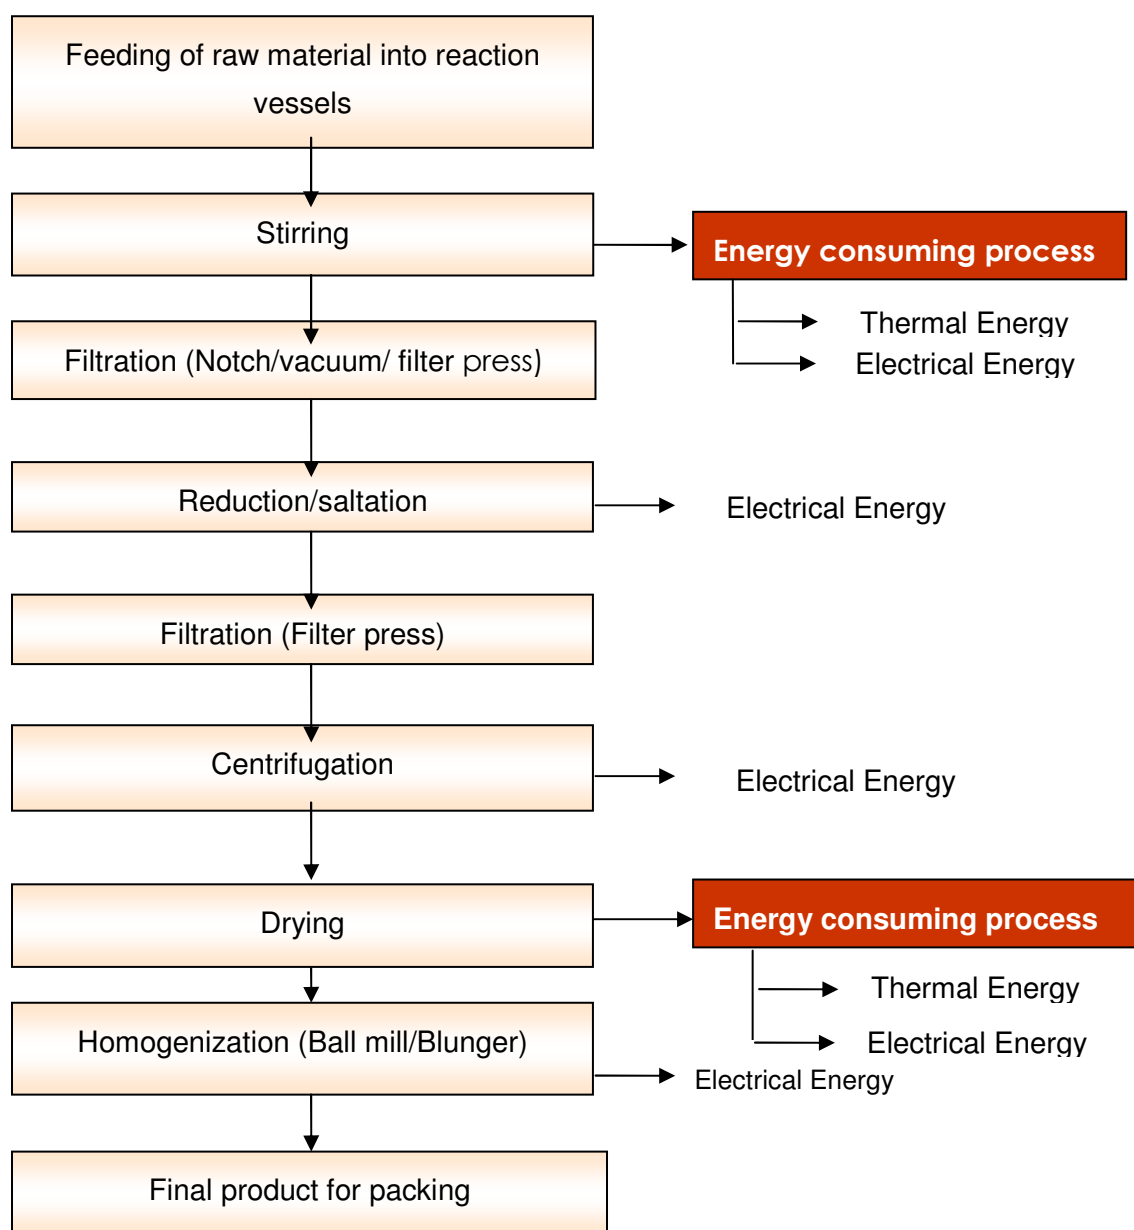 Feeding of raw material into reaction
vessels
Stirring
Energy consuming process
Thermal Energy
Filtration (Notch/vacuum/ filter press)
Electrical Energy
Reduction/saltation
Electrical Energy
Filtration (Filter press)
Centrifugation
Electrical Energy
Drying
Energy consuming process
Thermal Energy
Homogenization (Ball mill/Blunger)
Electrical Energy
Electrical Energy
Final product for packing